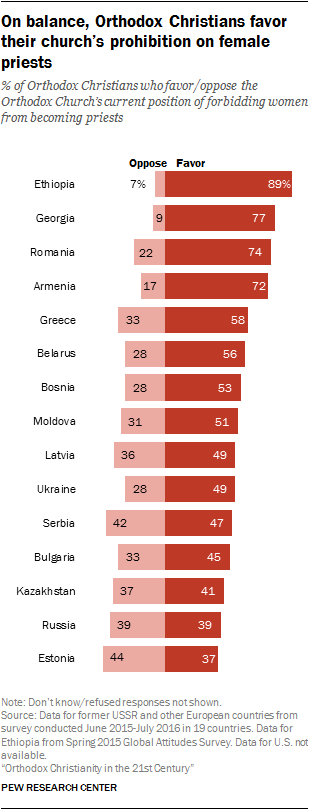 On balance, Orthodox Christians favor
their church's prohibition on female
priests
% of Orthodox Christians who favor/oppose the
Orthodox Church's current position of forbidding women
from becoming priests
Oppose Favor
Ethiopia 7% 89%
Georgia 9 77
Romania 22 74
Armenia 17 72
Greece 33 58
Belarus 28 56
Bosnia 28 53
Moldova 31 51
Latvia 36 49
Ukraine 28 49
Serbia 42 47
Bulgaria 33 45
Kazakhstan 37 41
Russia 39 39
Estonia 44 37
Note: Don't know/refused responses not shown.
Source: Data for former USSR and other European countries from
survey conducted June 2015-July 2016 in 19 countries. Data for
Ethiopia from Spring 2015 Global Attitudes Survey. Data for U.S. not
available.
"Orthodox Christianity in the 21st Century"
PEW RESEARCH CENTER